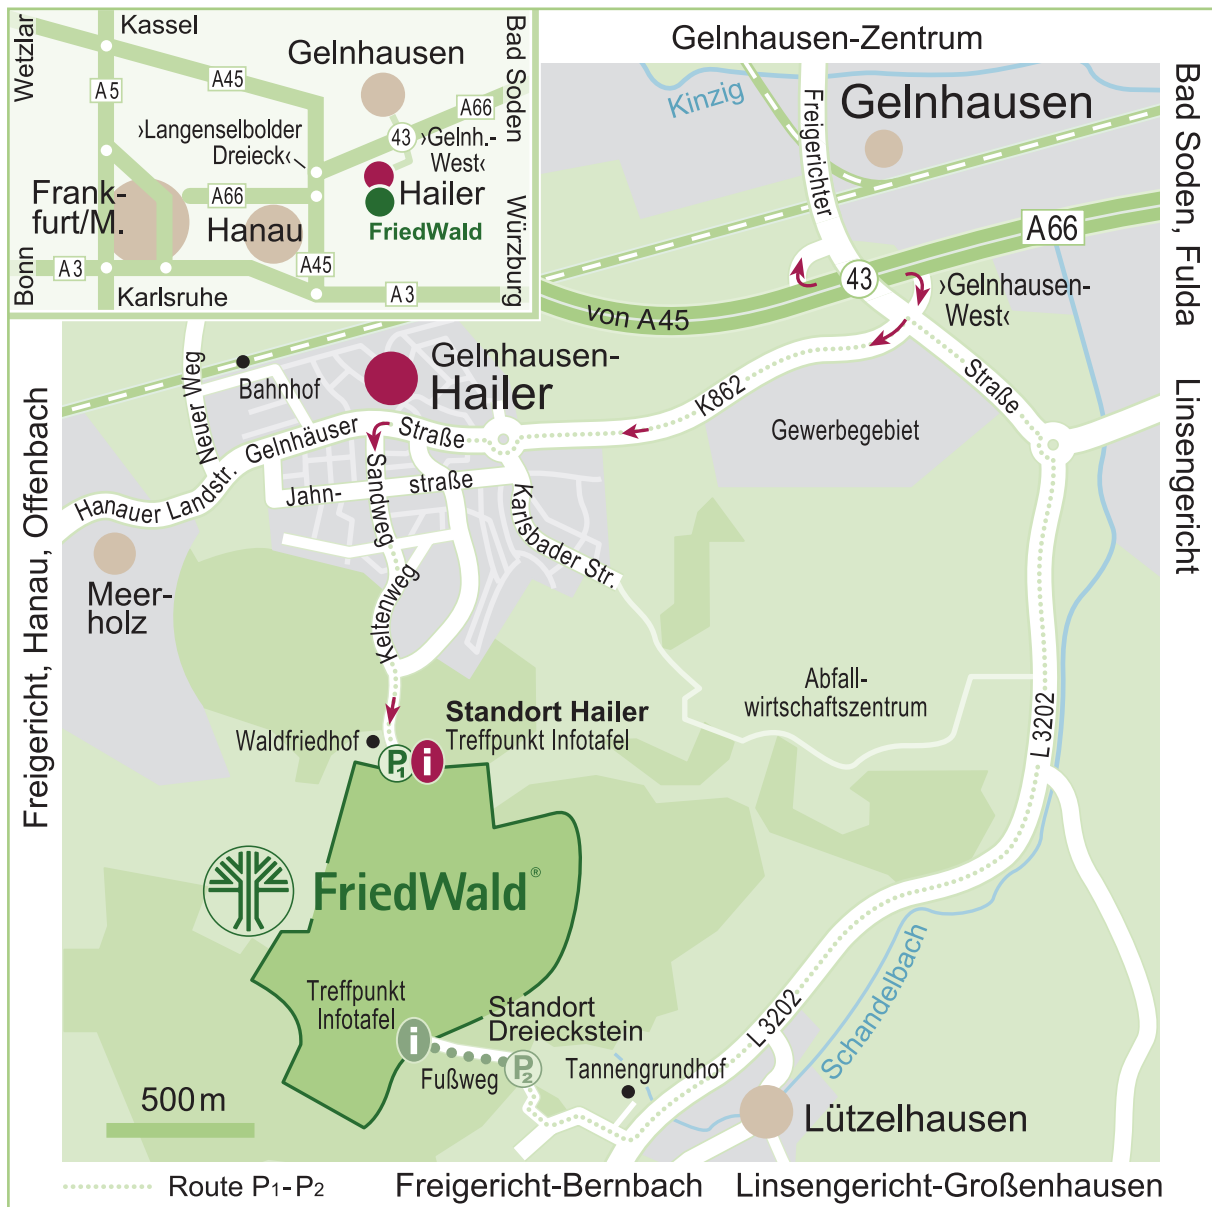 Wetzlar
Kassel
Gelnhausen
Bad Soden
A45
A5
A66
›Langenselbolder
Dreieck‹
43
›Gelnh.-
West‹
Frank-
furt/M.
A66
Hanau
Hailer
FriedWald
Würzburg
Bonn
A3
A45
Karlsruhe
A3
Gelnhausen-Zentrum
Bad Soden, Fulda
Kinzig
Freigerichter
Gelnhausen
A66
43
›Gelnhausen-
West‹
von A45
Straße
Neuer Weg
Bahnhof
Gelnhausen-
Hailer
K862
Linsengericht
Gewerbegebiet
Gelnhäuser
Straße
Hanauer Landstr.
Jahn-
straße
Sandweg
Karlsbader Str.
Freigericht, Hanau, Offenbach
Meer-
holz
Keltenweg
Abfall-
wirtschaftszentrum
L 3202
Standort Hailer
Treffpunkt Infotafel
Waldfriedhof
P1
i
FriedWald®
Treffpunkt
Infotafel
i
Standort
Dreieckstein
Fußweg
P2
Tannengrundhof
L 3202
Schandelbach
Lützelhausen
500 m
Route P1-P2
Freigericht-Bernbach
Linsengericht-Großenhausen